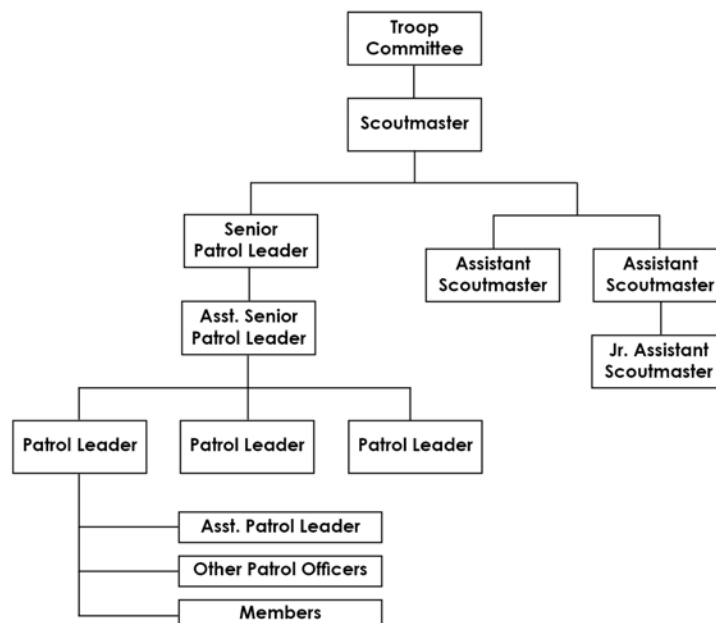 Troop
Committee
Scoutmaster
Senior
Patrol Leader
Assistant
Scoutmaster
Assistant
Scoutmaster
Asst. Senior
Patrol Leader
Jr. Assistant
Scoutmaster
Patrol Leader
Patrol Leader
Patrol Leader
Asst. Patrol Leader
Other Patrol Officers
Members